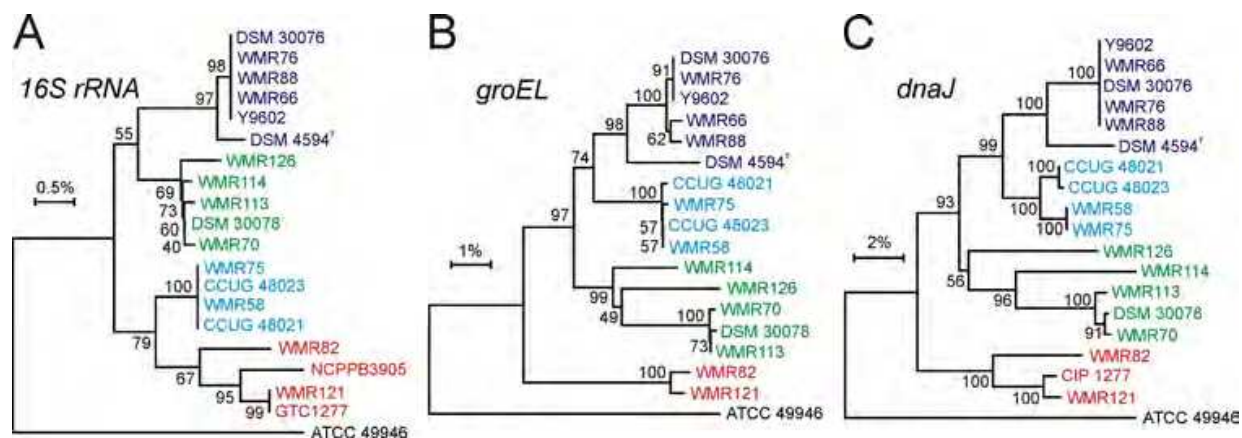 A
16S rRNA
0.5%
98
97
55
69
73
60
40
100
79
67
95
99
DSM 30076
WMR76
WMR88
WMR66
Y9602
DSM 4594ᵀ
WMR126
WMR114
WMR113
DSM 30078
WMR70
WMR75
CCUG 48023
WMR58
CCUG 48021
WMR82
NCPPB3905
WMR121
GTC1277
ATCC 49946
B
groEL
1%
91
100
62
98
74
100
57
57
97
99
49
100
73
100
DSM 30076
WMR76
Y9602
WMR66
WMR88
DSM 4594ᵀ
CCUG 48021
WMR75
CCUG 48023
WMR58
WMR114
WMR126
WMR70
DSM 30078
WMR113
WMR82
WMR121
ATCC 49946
C
dnaJ
2%
100
100
99
100
100
100
93
56
96
100
91
100
100
Y9602
WMR66
DSM 30076
WMR76
WMR88
DSM 4594ᵀ
CCUG 48021
CCUG 48023
WMR58
WMR75
WMR126
WMR114
WMR113
DSM 30078
WMR70
WMR82
CIP 1277
WMR121
ATCC 49946